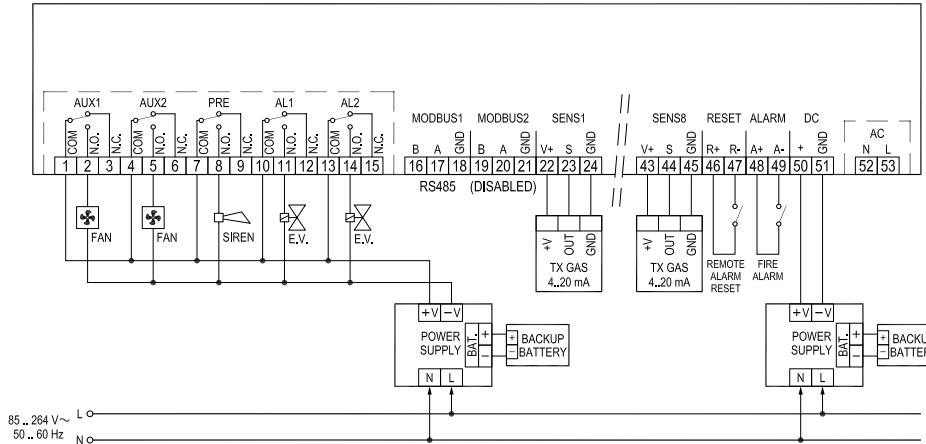 AUX1 AUX2 PRE AL1 AL2
COM N.O. N.C. COM N.O. N.C. COM N.O. N.C. COM N.O. N.C. COM N.O. N.C.
MODBUS1 MODBUS2 SENS1 SENS8 RESET ALARM DC
AC
B A GND B A GND V+ S GND V+ S GND R+ R- A+ A- + GND N L
1 2 3 4 5 6 7 8 9 10 11 12 13 14 15 16 17 18 19 20 21 22 23 24 43 44 45 46 47 48 49 50 51 52 53
RS485 (DISABLED)
FAN FAN SIREN E.V. E.V.
+V OUT GND +V OUT GND
TX GAS
4..20 mA
TX GAS
4..20 mA
REMOTE
ALARM
RESET
FIRE
ALARM
+V −V
POWER
SUPPLY
BAT.
+
−
+ BACKUP
− BATTERY
N L
+V −V
POWER
SUPPLY
BAT.
+
−
+ BACKU
− BATTER
N L
85 .. 264 V~
50 .. 60 Hz
L
N